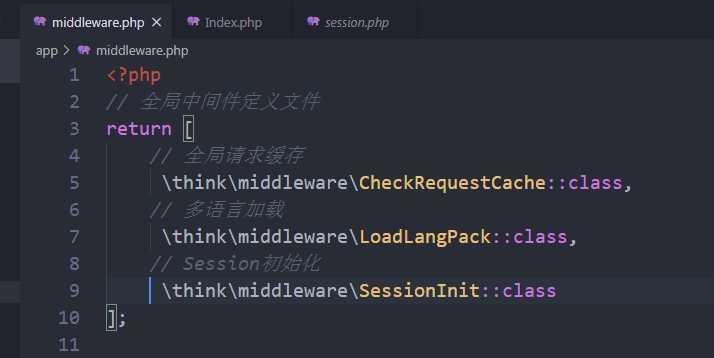 middleware.php × Index.php session.php
app > middleware.php
1 <?php
2 // 全局中间件定义文件
3 return [
4 // 全局请求缓存
5 \think\middleware\CheckRequestCache::class,
6 // 多语言加载
7 \think\middleware\LoadLangPack::class,
8 // Session初始化
9 \think\middleware\SessionInit::class
10 ];
11